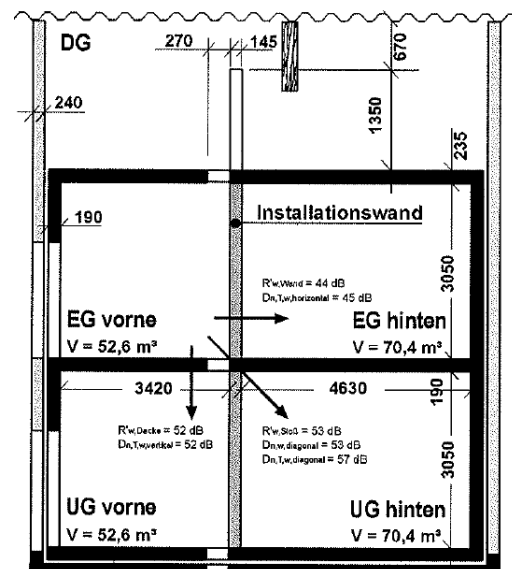 DG
270
145
670
240
1350
235
190
Installationswand
R'w,Wand = 44 dB
Dn,T,w,horizontal = 45 dB
3050
EG vorne
V = 52,6 m³
EG hinten
V = 70,4 m³
3420
4630
190
R'w,Decke = 52 dB
Dn,T,w,vertikal = 52 dB
R'w,Stoß = 53 dB
Dn,w,diagonal = 53 dB
Dn,T,w,diagonal = 57 dB
3050
UG vorne
V = 52,6 m³
UG hinten
V = 70,4 m³